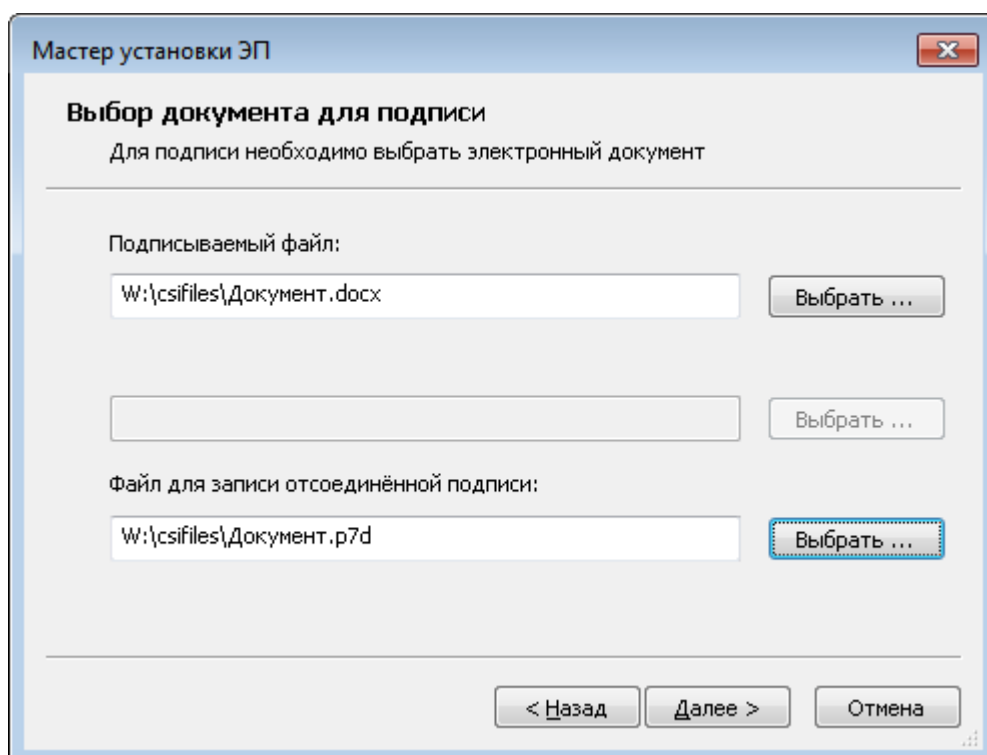 Мастер установки ЭП
Выбор документа для подписи
Для подписи необходимо выбрать электронный документ
Подписываемый файл:
W:\csifiles\Документ.docx
Выбрать ...
Выбрать ...
Файл для записи отсоединённой подписи:
W:\csifiles\Документ.p7d
Выбрать ...
< Назад
Далее >
Отмена